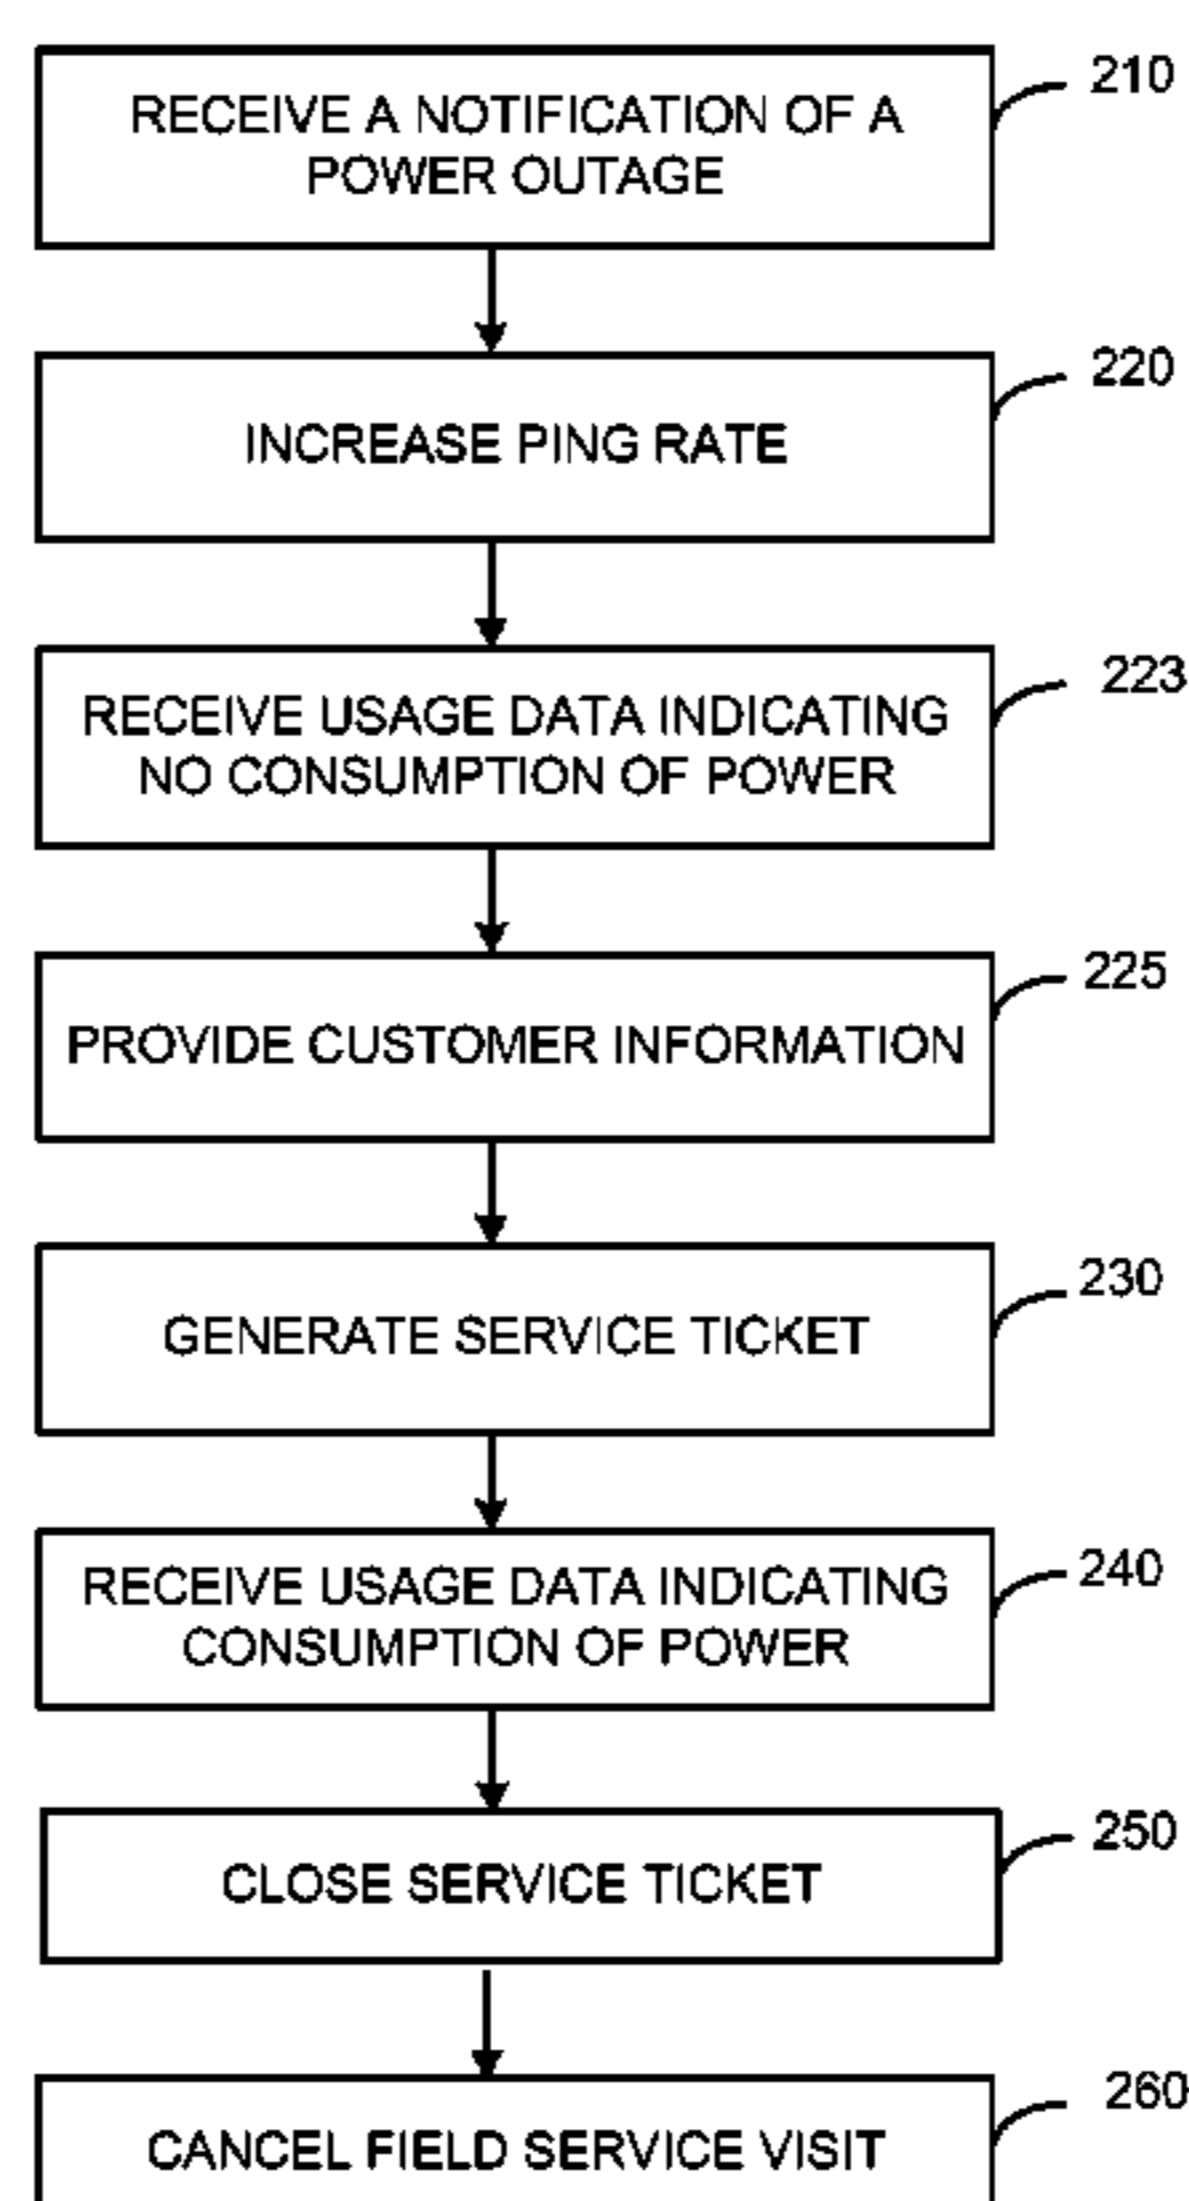 210
RECEIVE A NOTIFICATION OF A
POWER OUTAGE
220
INCREASE PING RATE
223
RECEIVE USAGE DATA INDICATING
NO CONSUMPTION OF POWER
225
PROVIDE CUSTOMER INFORMATION
230
GENERATE SERVICE TICKET
240
RECEIVE USAGE DATA INDICATING
CONSUMPTION OF POWER
250
CLOSE SERVICE TICKET
260
CANCEL FIELD SERVICE VISIT